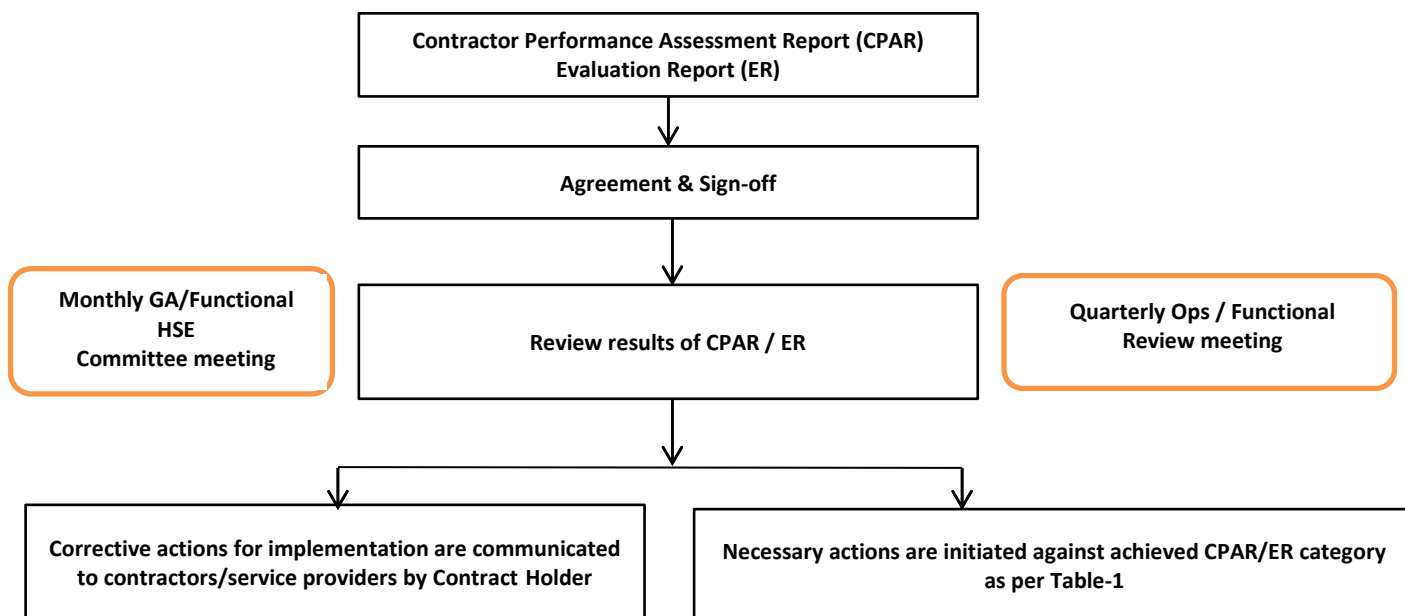 Contractor Performance Assessment Report (CPAR)
Evaluation Report (ER)
Agreement & Sign-off
Monthly GA/Functional
HSE
Committee meeting
Review results of CPAR / ER
Quarterly Ops / Functional
Review meeting
Corrective actions for implementation are communicated
to contractors/service providers by Contract Holder
Necessary actions are initiated against achieved CPAR/ER category
as per Table-1